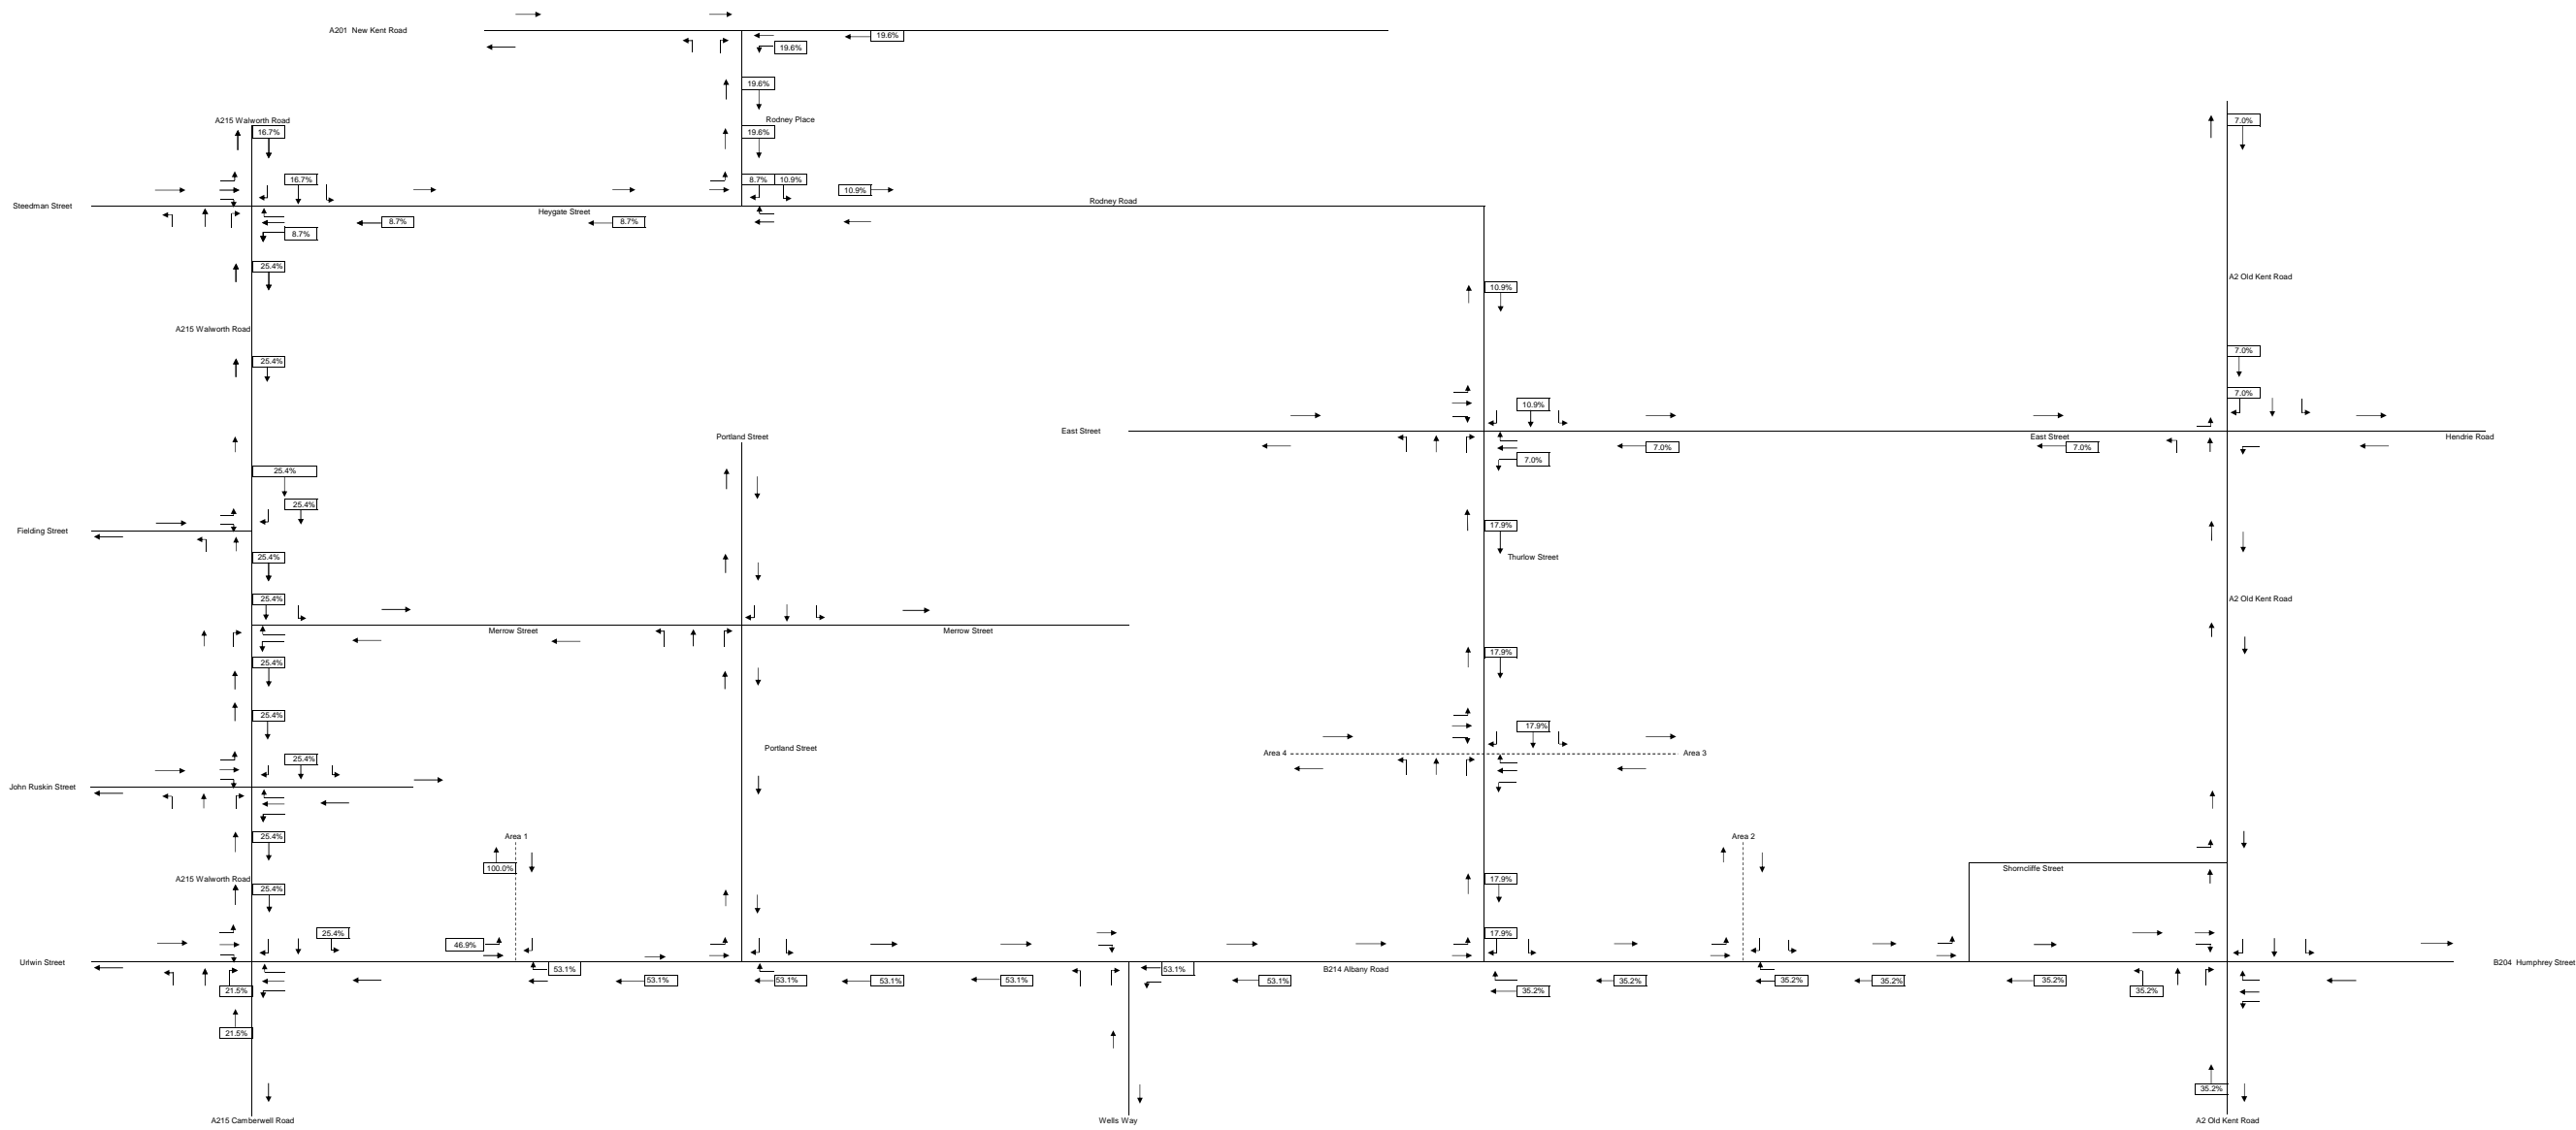 A201 New Kent Road
19.6%
19.6%
19.6%
Rodney Place
A215 Walworth Road
16.7%
19.6%
7.0%
16.7%
8.7% 10.9%
10.9%
Steedman Street
Heygate Street
Rodney Road
8.7%
8.7%
8.7%
25.4%
A2 Old Kent Road
10.9%
A215 Walworth Road
25.4%
7.0%
7.0%
10.9%
East Street
Portland Street
East Street
Hendrie Road
7.0%
7.0%
7.0%
25.4%
25.4%
Fielding Street
17.9%
25.4%
Thurlow Street
25.4%
A2 Old Kent Road
Merrow Street
Merrow Street
25.4%
17.9%
25.4%
17.9%
Portland Street
Area 4
Area 3
25.4%
John Ruskin Street
25.4%
Area 1
Area 2
100.0%
Shorncliffe Street
A215 Walworth Road
25.4%
17.9%
25.4%
17.9%
46.9%
Urlwin Street
53.1%
53.1%
B214 Albany Road
B204 Humphrey Street
53.1%
53.1%
53.1%
53.1%
53.1%
35.2%
35.2%
35.2%
35.2%
35.2%
35.2%
21.5%
21.5%
35.2%
A215 Camberwell Road
Wells Way
A2 Old Kent Road